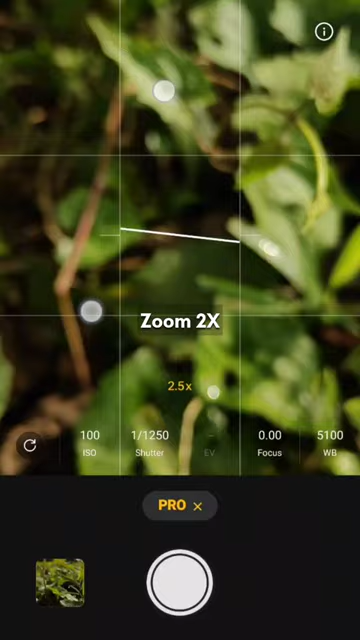 Zoom 2X
2.5x
100
ISO
1/1250
Shutter
EV
0.00
Focus
5100
WB
PRO ×